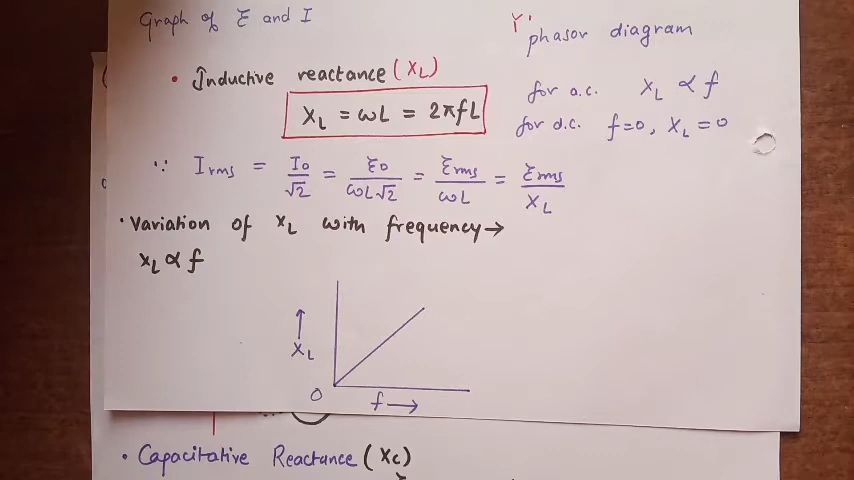 Graph of ℰ and I
Y'
phasor diagram
• Inductive reactance (XL)
XL = ωL = 2πfL
for a.c. XL ∝ f
for d.c. f=0, XL = 0
∵ Irms = I0/√2 = ℰ0/ωL√2 = ℰrms/ωL = ℰrms/XL
• Variation of XL with frequency →
XL ∝ f
↑
XL
O
f →
• Capacitative Reactance (Xc)